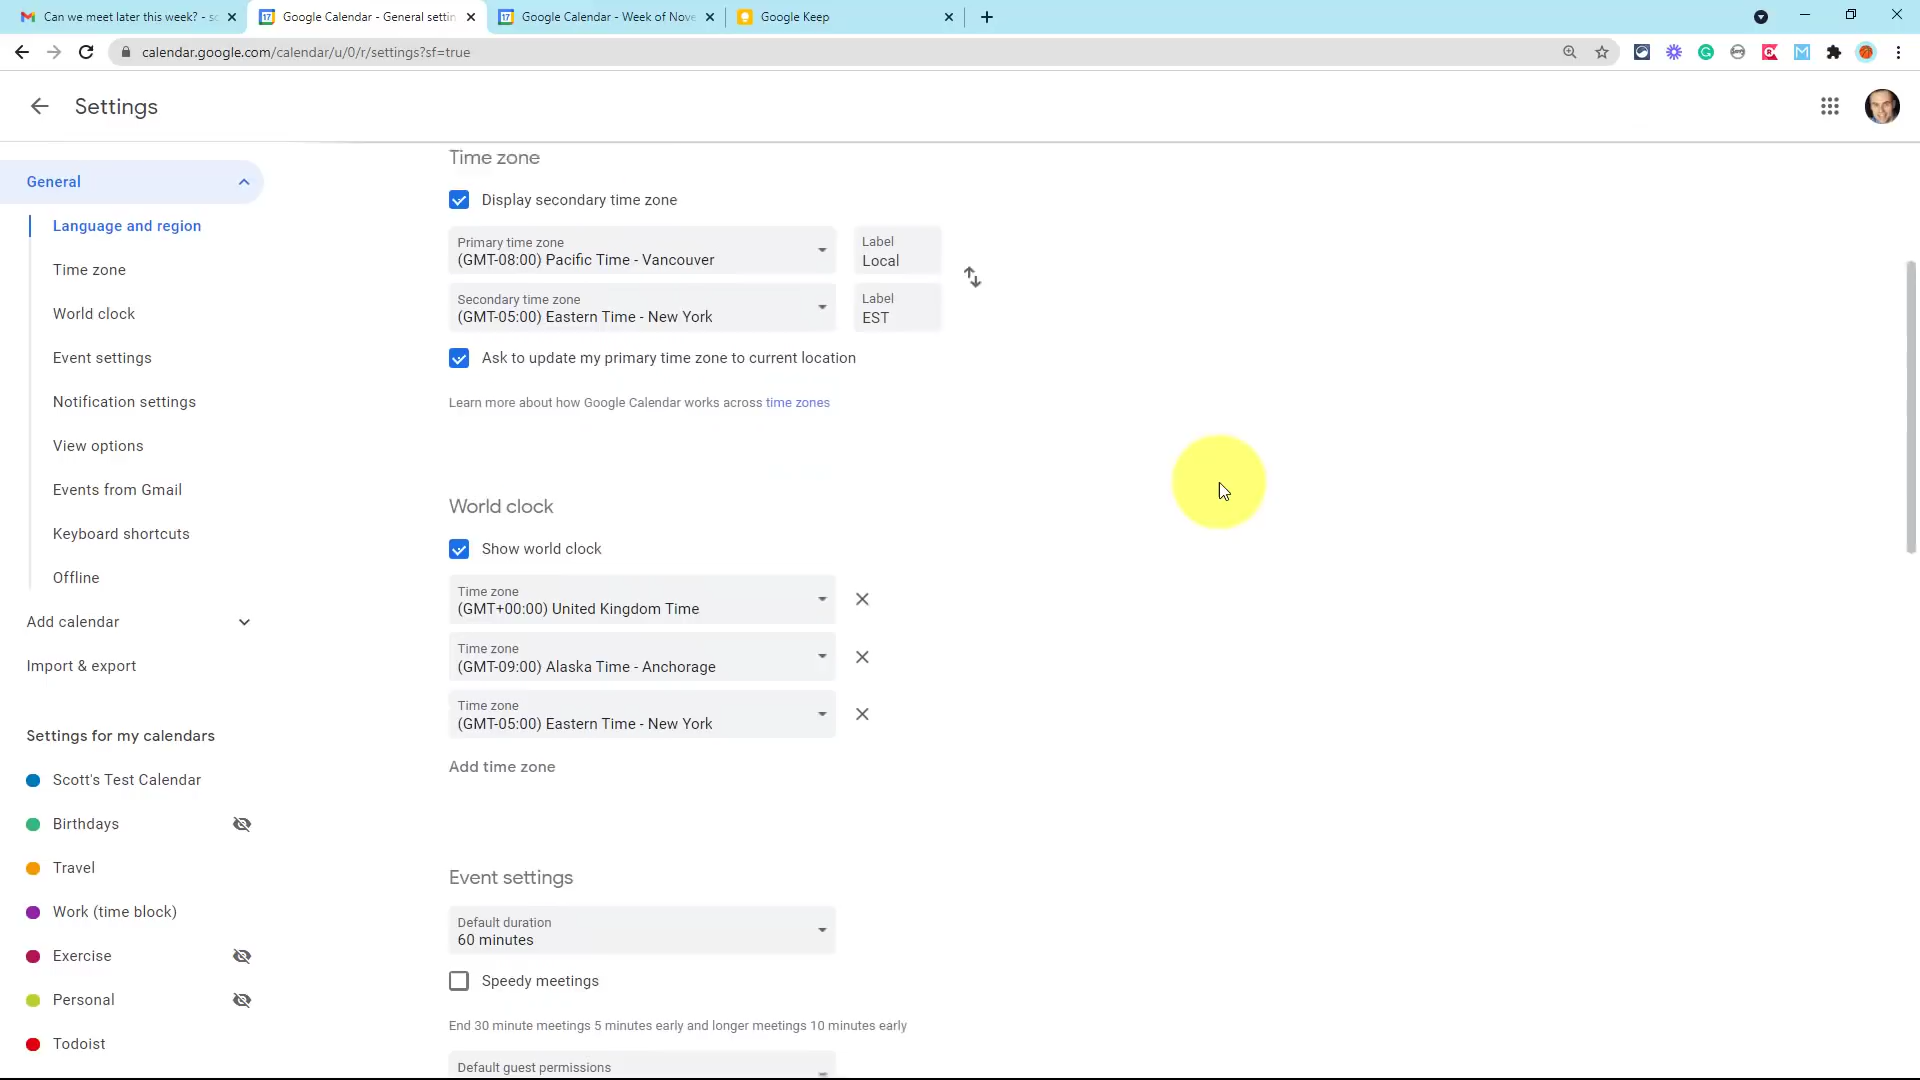 Can we meet later this week? - sc
Google Calendar - General settin
Google Calendar - Week of Nove
Google Keep
calendar.google.com/calendar/u/0/r/settings?sf=true
Settings
General
Language and region
Time zone
World clock
Event settings
Notification settings
View options
Events from Gmail
Keyboard shortcuts
Offline
Add calendar
Import & export
Settings for my calendars
Scott's Test Calendar
Birthdays
Travel
Work (time block)
Exercise
Personal
Todoist
Time zone
Display secondary time zone
Primary time zone
(GMT-08:00) Pacific Time - Vancouver
Label
Local
Secondary time zone
(GMT-05:00) Eastern Time - New York
Label
EST
Ask to update my primary time zone to current location
Learn more about how Google Calendar works across time zones
World clock
Show world clock
Time zone
(GMT+00:00) United Kingdom Time
Time zone
(GMT-09:00) Alaska Time - Anchorage
Time zone
(GMT-05:00) Eastern Time - New York
Add time zone
Event settings
Default duration
60 minutes
Speedy meetings
End 30 minute meetings 5 minutes early and longer meetings 10 minutes early
Default guest permissions